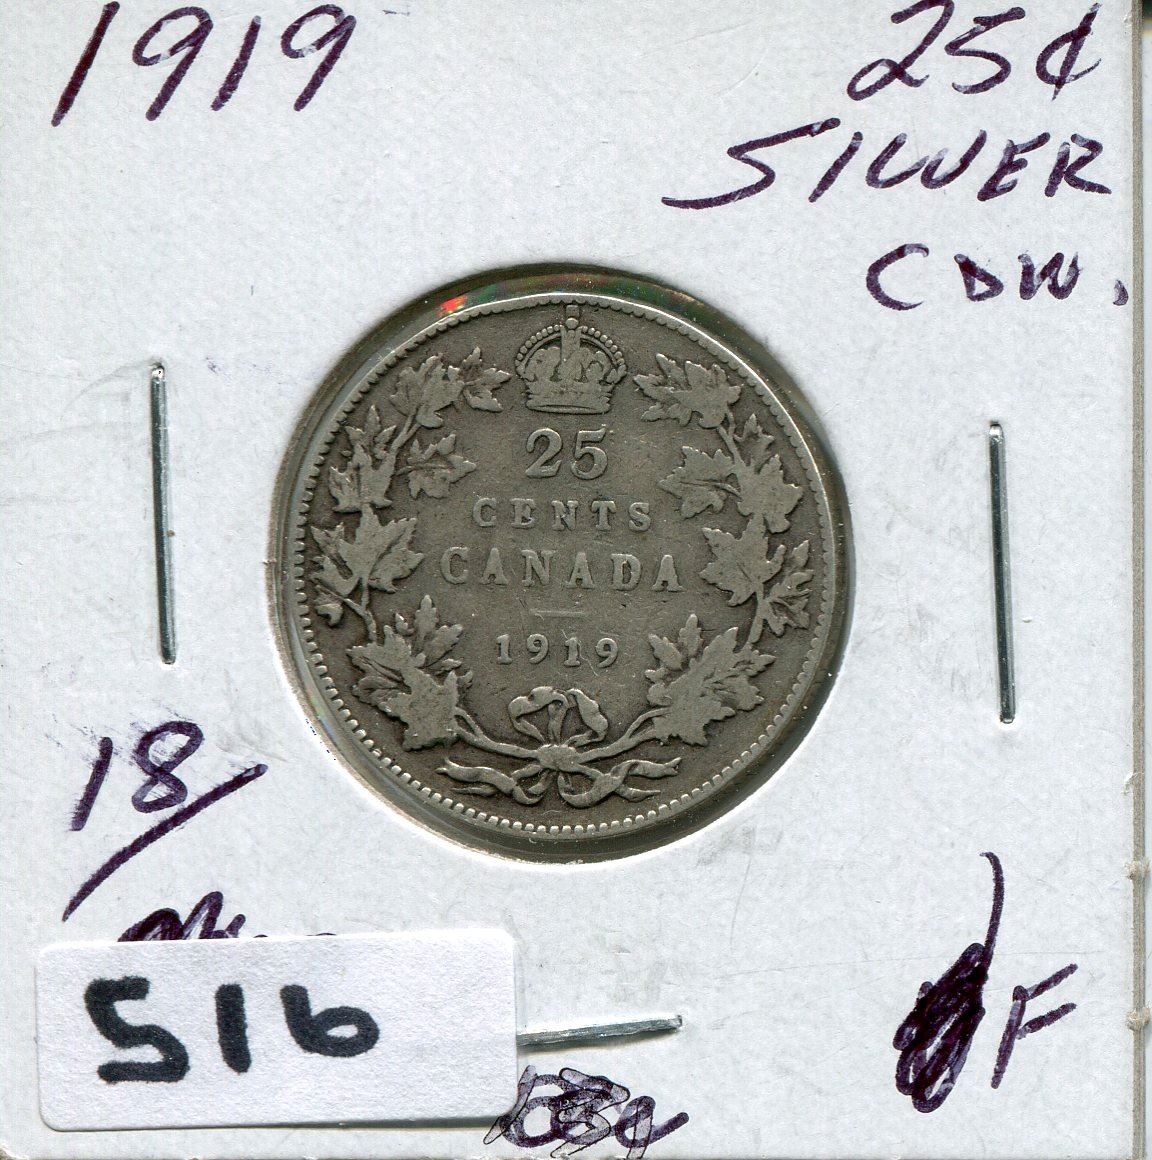 1919
25¢
SILVER
CDN.
25
CENTS
CANADA
1919
18/
F
516